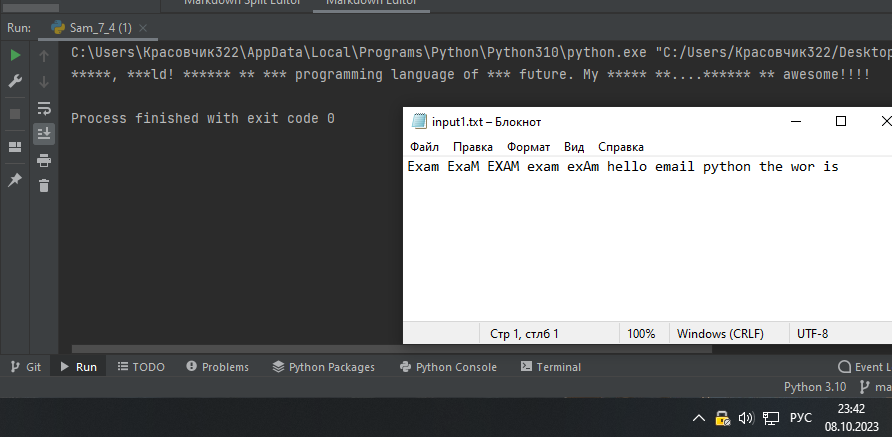 Markdown Split Editor Markdown Editor
Run: Sam_7_4 (1)
C:\Users\Красовчик322\AppData\Local\Programs\Python\Python310\python.exe "C:/Users/Красовчик322/Desktop
*****, ***ld! ****** ** *** programming language of *** future. My ***** **....****** ** awesome!!!!
Process finished with exit code 0
input1.txt – Блокнот
Файл Правка Формат Вид Справка
Exam ExaM EXAM exam exAm hello email python the wor is
Стр 1, стлб 1 100% Windows (CRLF) UTF-8
Git Run TODO Problems Python Packages Python Console Terminal Event L
Python 3.10 ma
РУС 23:42
08.10.2023